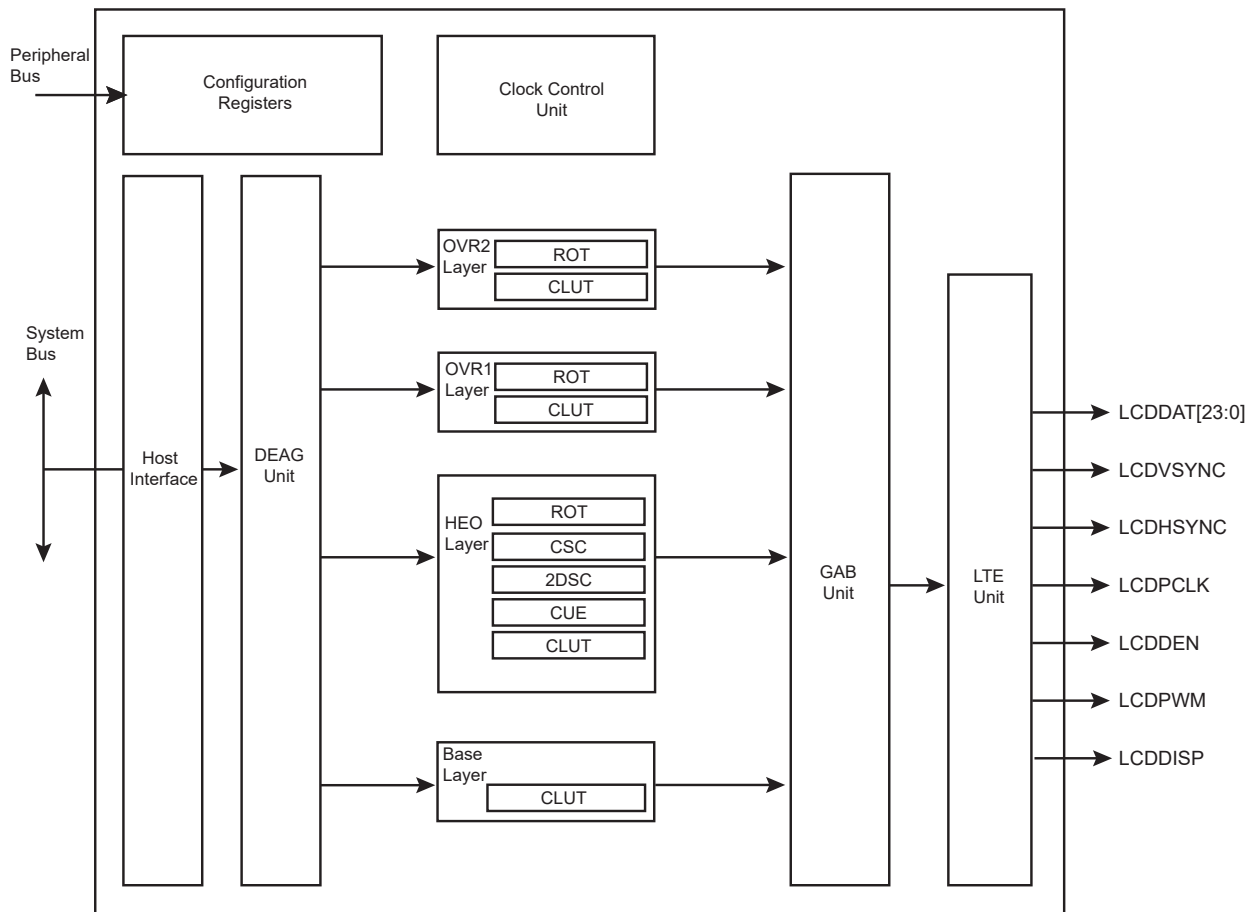 Peripheral
Bus
Configuration
Registers
Clock Control
Unit
System
Bus
Host
Interface
DEAG
Unit
OVR2
Layer
ROT
CLUT
OVR1
Layer
ROT
CLUT
HEO
Layer
ROT
CSC
2DSC
CUE
CLUT
Base
Layer
CLUT
GAB
Unit
LTE
Unit
LCDDAT[23:0]
LCDVSYNC
LCDHSYNC
LCDPCLK
LCDDEN
LCDPWM
LCDDISP